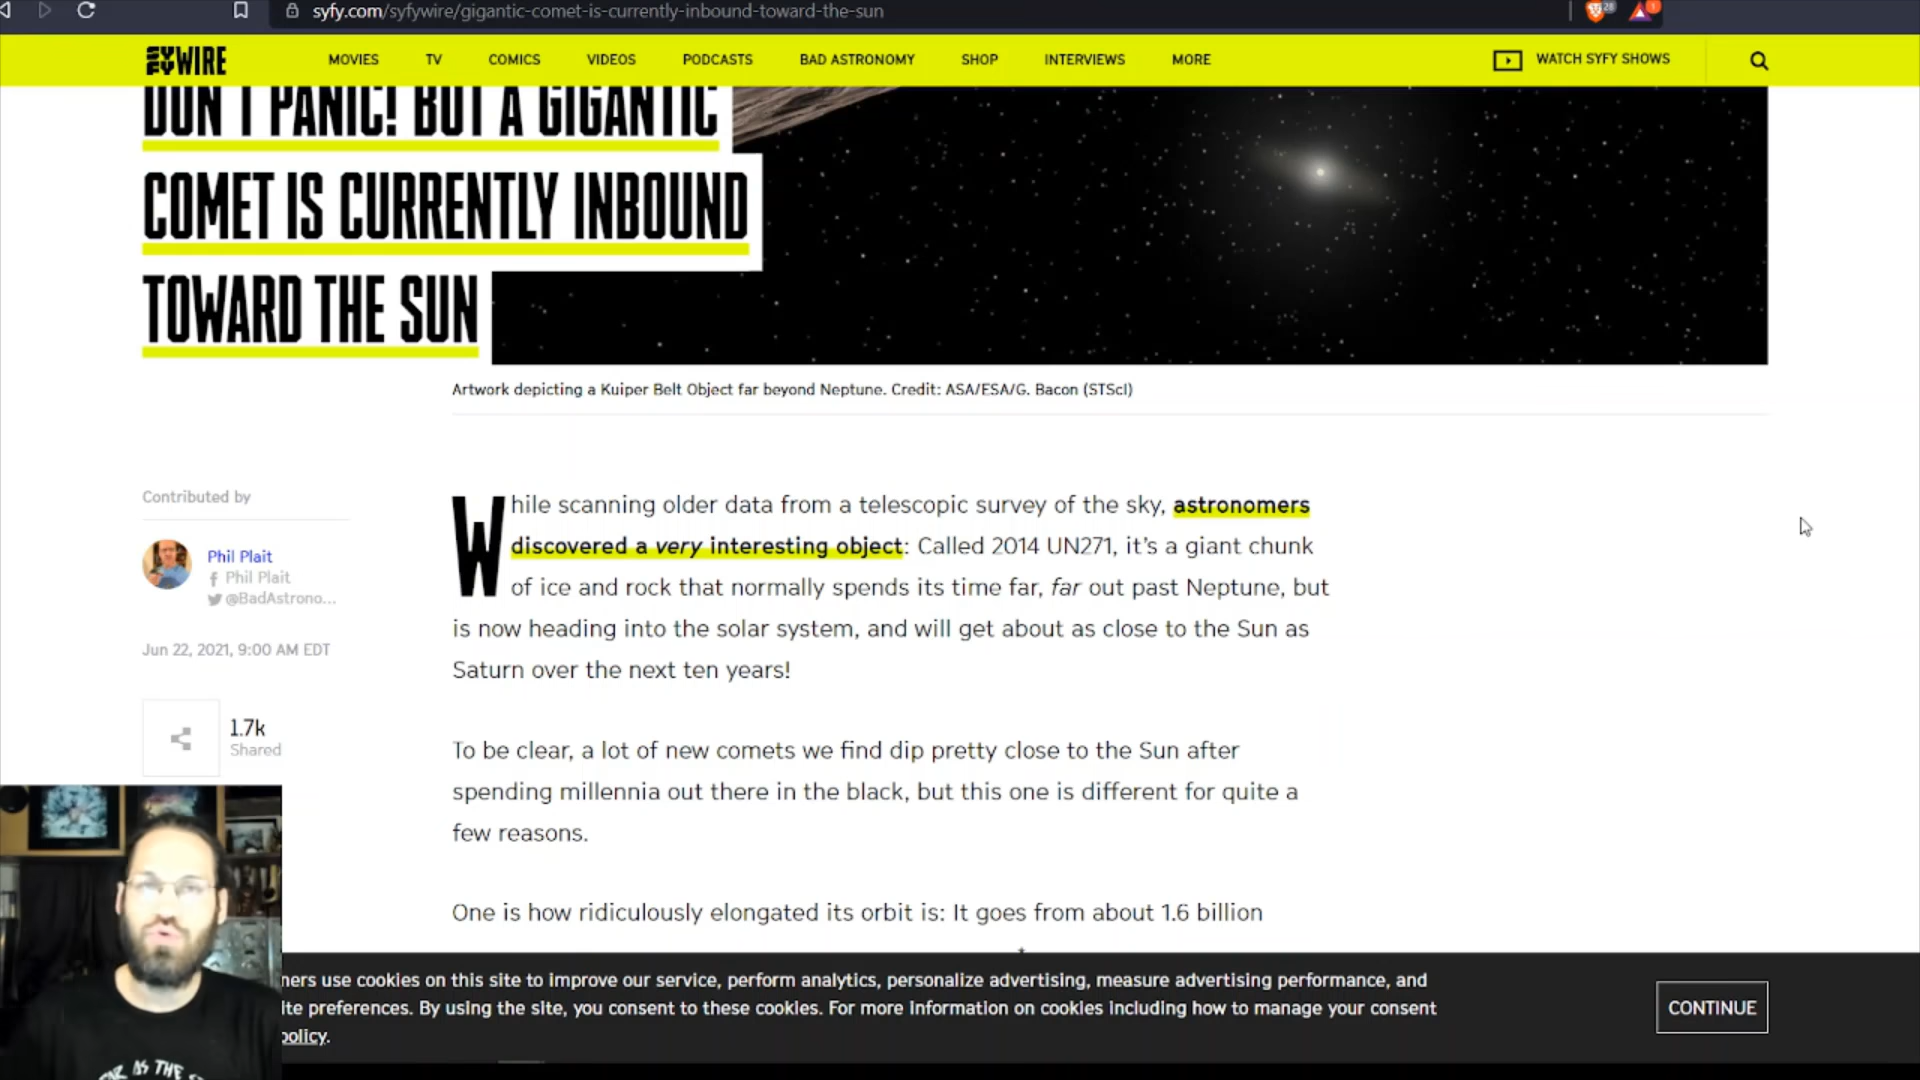 syfy.com/syfywire/gigantic-comet-is-currently-inbound-toward-the-sun
28
1
SYFY WIRE
MOVIES TV COMICS VIDEOS PODCASTS BAD ASTRONOMY SHOP INTERVIEWS MORE
WATCH SYFY SHOWS
DON'T PANIC! BUT A GIGANTIC
COMET IS CURRENTLY INBOUND
TOWARD THE SUN
Artwork depicting a Kuiper Belt Object far beyond Neptune. Credit: ASA/ESA/G. Bacon (STScI)
Contributed by
Phil Plait
Phil Plait
@BadAstrono...
Jun 22, 2021, 9:00 AM EDT
1.7k
Shared
While scanning older data from a telescopic survey of the sky, astronomers
discovered a very interesting object: Called 2014 UN271, it's a giant chunk
of ice and rock that normally spends its time far, far out past Neptune, but
is now heading into the solar system, and will get about as close to the Sun as
Saturn over the next ten years!
To be clear, a lot of new comets we find dip pretty close to the Sun after
spending millennia out there in the black, but this one is different for quite a
few reasons.
One is how ridiculously elongated its orbit is: It goes from about 1.6 billion
ners use cookies on this site to improve our service, perform analytics, personalize advertising, measure advertising performance, and
ite preferences. By using the site, you consent to these cookies. For more information on cookies including how to manage your consent
policy.
CONTINUE
AS THE